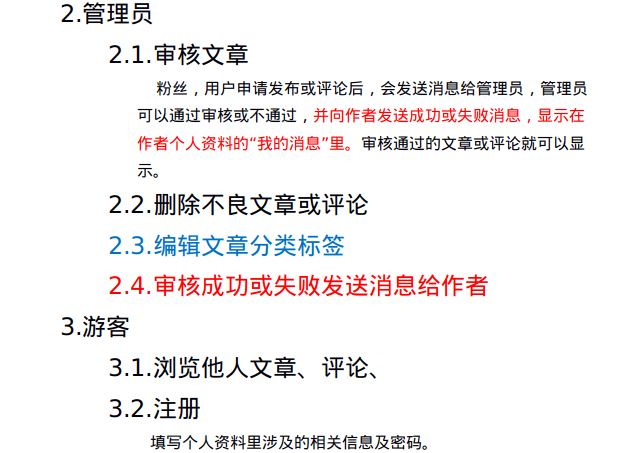 2.管理员
2.1.审核文章
粉丝，用户申请发布或评论后，会发送消息给管理员，管理员
可以通过审核或不通过，并向作者发送成功或失败消息，显示在
作者个人资料的“我的消息”里。审核通过的文章或评论就可以显
示。
2.2.删除不良文章或评论
2.3.编辑文章分类标签
2.4.审核成功或失败发送消息给作者
3.游客
3.1.浏览他人文章、评论、
3.2.注册
填写个人资料里涉及的相关信息及密码。